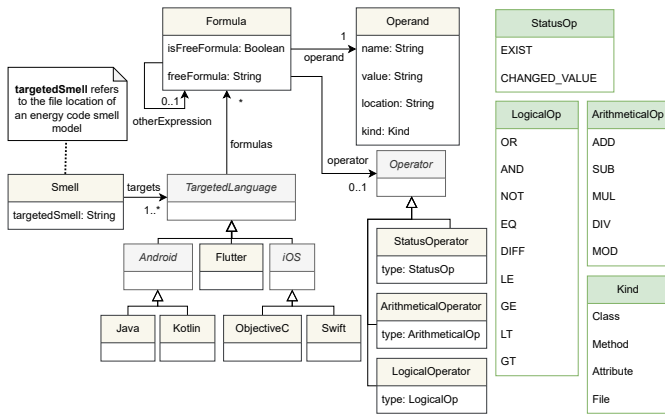 Formula
isFreeFormula: Boolean
freeFormula: String
0..1
otherExpression
*
formulas
1
operand
Operand
name: String
value: String
location: String
kind: Kind
operator
0..1
Operator
targetedSmell refers
to the file location of
an energy code smell
model
Smell
targetedSmell: String
targets
1..*
TargetedLanguage
Android
Flutter
iOS
Java
Kotlin
ObjectiveC
Swift
StatusOperator
type: StatusOp
ArithmeticalOperator
type: ArithmeticalOp
LogicalOperator
type: LogicalOp
StatusOp
EXIST
CHANGED_VALUE
LogicalOp
OR
AND
NOT
EQ
DIFF
LE
GE
LT
GT
ArithmeticalOp
ADD
SUB
MUL
DIV
MOD
Kind
Class
Method
Attribute
File